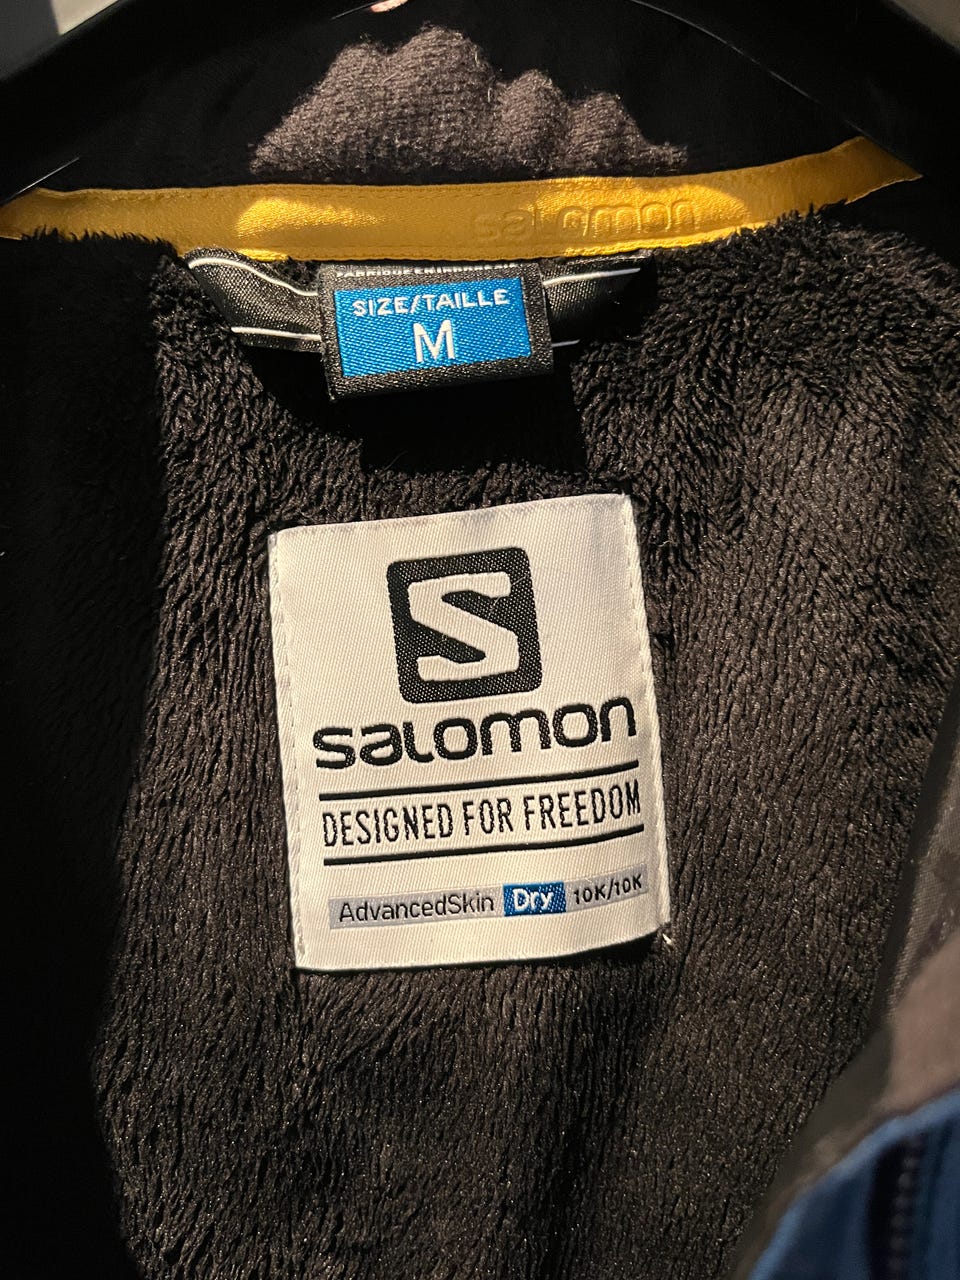 salomon
SIZE/TAILLE
M
S
salomon
DESIGNED FOR FREEDOM
AdvancedSkin Dry 10K/10K